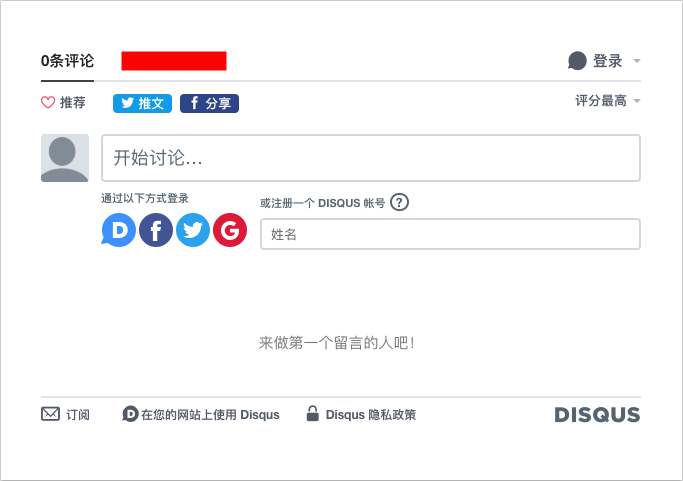 0条评论 登录
推荐 推文 分享 评分最高
开始讨论...
通过以下方式登录
或注册一个 DISQUS 帐号 ?
姓名
来做第一个留言的人吧！
订阅 在您的网站上使用 Disqus Disqus 隐私政策 DISQUS